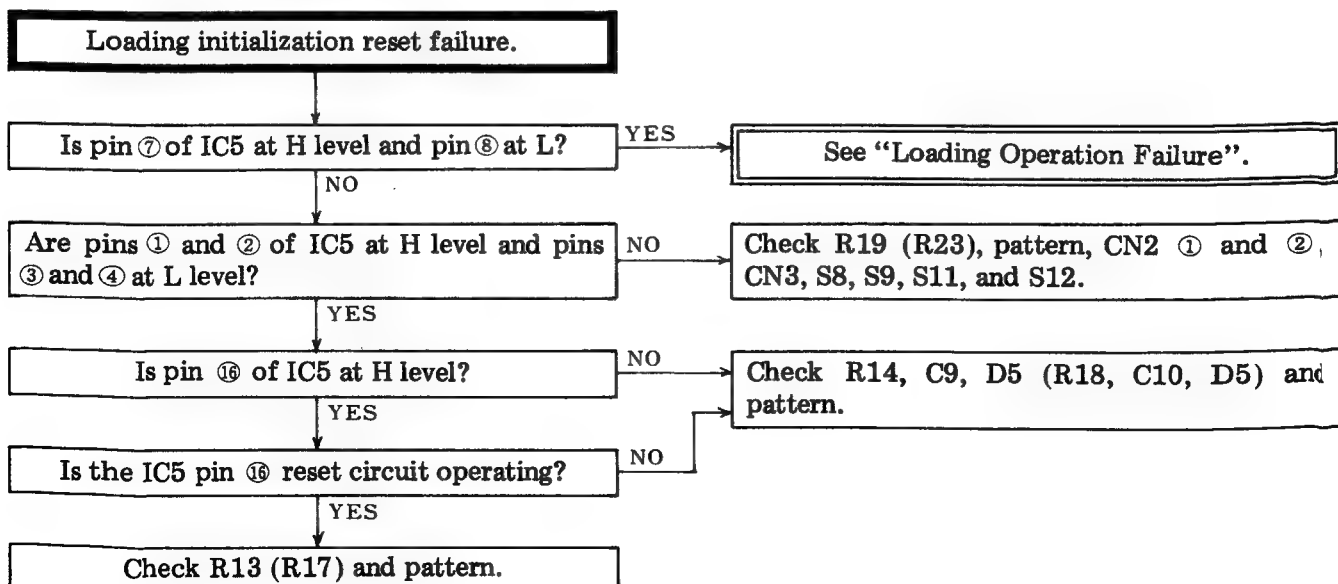 Loading initialization reset failure.
Is pin ⑦ of IC5 at H level and pin ⑧ at L?
YES
See “Loading Operation Failure”.
NO
Are pins ① and ② of IC5 at H level and pins
③ and ④ at L level?
NO
Check R19 (R23), pattern, CN2 ① and ②,
CN3, S8, S9, S11, and S12.
YES
Is pin ⑯ of IC5 at H level?
NO
Check R14, C9, D5 (R18, C10, D5) and
pattern.
YES
Is the IC5 pin ⑯ reset circuit operating?
NO
YES
Check R13 (R17) and pattern.